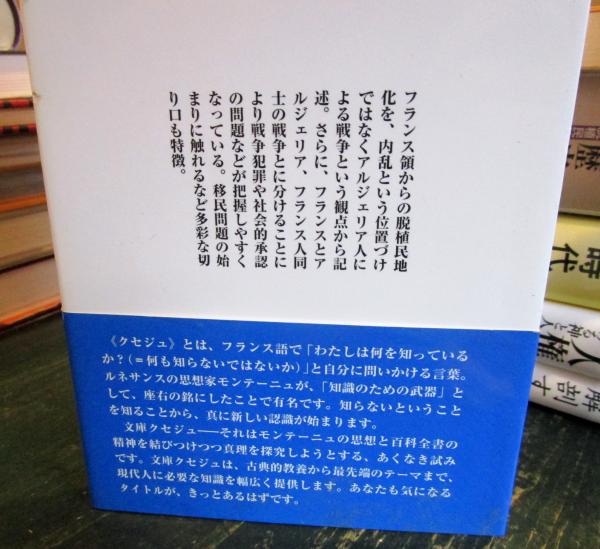 フランス領からの脱植民地
化を、内乱という位置づけ
ではなくアルジェリア人に
よる戦争という観点から記
述。さらに、フランスとア
ルジェリア、フランス人同
士の戦争とに分けることに
より戦争犯罪や社会的承認
の問題などが把握しやすく
なっている。移民問題の始
まりに触れるなど多彩な切
り口も特徴。
《クセジュ》とは、フランス語で「わたしは何を知っている
か？(＝何も知らないではないか)」と自分に問いかける言葉。
ルネサンスの思想家モンテーニュが、「知識のための武器」と
して、座右の銘にしたことで有名です。知らないということ
を知ることから、真に新しい認識が始まります。
文庫クセジュ――それはモンテーニュの思想と百科全書の
精神を結びつけつつ真理を探究しようとする、あくなき試み
です。文庫クセジュは、古典的教養から最先端のテーマまで、
現代人に必要な知識を幅広く提供します。あなたも気になる
タイトルが、きっとあるはずです。
時代
人権
解剖す